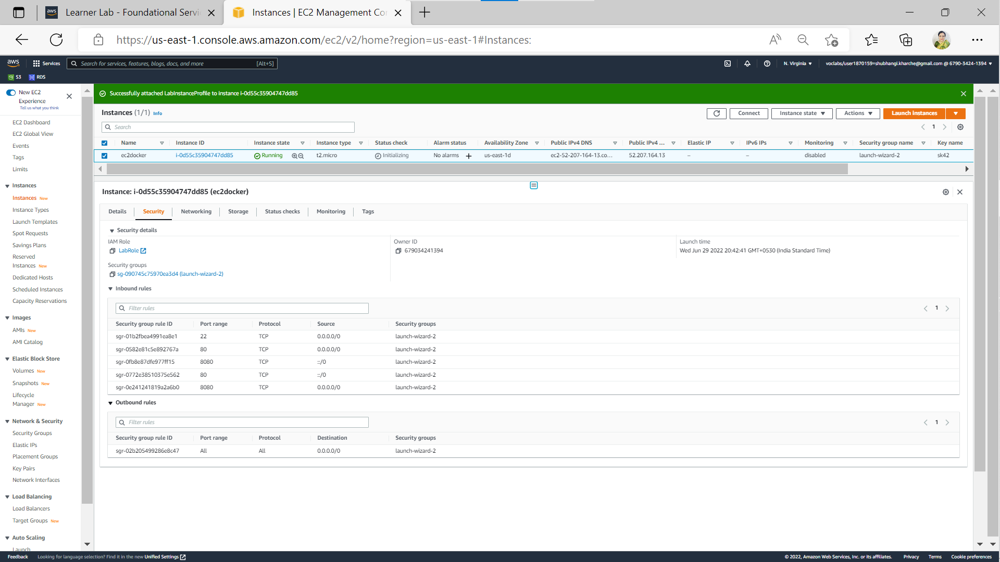 Learner Lab - Foundational Servi
Instances | EC2 Management Co
https://us-east-1.console.aws.amazon.com/ec2/v2/home?region=us-east-1#Instances:
aws
Services
Search for services, features, blogs, docs, and more
[Alt+S]
N. Virginia
voclabs/user1870159=shubhangi.kharche@gmail.com @ 6790-3424-1394
S3
RDS
New EC2
Experience
Tell us what you think
EC2 Dashboard
EC2 Global View
Events
Tags
Limits
Instances
Instances New
Instance Types
Launch Templates
Spot Requests
Savings Plans
Reserved
Instances New
Dedicated Hosts
Scheduled Instances
Capacity Reservations
Images
AMIs New
AMI Catalog
Elastic Block Store
Volumes New
Snapshots New
Lifecycle
Manager New
Network & Security
Security Groups
Elastic IPs
Placement Groups
Key Pairs
Network Interfaces
Load Balancing
Load Balancers
Target Groups New
Auto Scaling
Launch
Successfully attached LabInstanceProfile to instance i-0d55c35904747dd85
Instances (1/1) Info
Connect
Instance state
Actions
Launch instances
Search
1
Name Instance ID Instance state Instance type Status check Alarm status Availability Zone Public IPv4 DNS Public IPv4 ... Elastic IP IPv6 IPs Monitoring Security group name Key name
ec2docker i-0d55c35904747dd85 Running t2.micro Initializing No alarms + us-east-1d ec2-52-207-164-13.co... 52.207.164.13 – – disabled launch-wizard-2 sk42
Instance: i-0d55c35904747dd85 (ec2docker)
Details Security Networking Storage Status checks Monitoring Tags
Security details
IAM Role
LabRole
Owner ID
679034241394
Launch time
Wed Jun 29 2022 20:42:41 GMT+0530 (India Standard Time)
Security groups
sg-090745c75970ea3d4 (launch-wizard-2)
Inbound rules
Filter rules
1
Security group rule ID Port range Protocol Source Security groups
sgr-01b2fbea4991ea8e1 22 TCP 0.0.0.0/0 launch-wizard-2
sgr-0582e81c5e892767a 80 TCP 0.0.0.0/0 launch-wizard-2
sgr-0fb8e87dfe977ff15 8080 TCP ::/0 launch-wizard-2
sgr-0772e38510375e562 80 TCP ::/0 launch-wizard-2
sgr-0e241241819a2a6b0 8080 TCP 0.0.0.0/0 launch-wizard-2
Outbound rules
Filter rules
1
Security group rule ID Port range Protocol Destination Security groups
sgr-02b205499286e8c47 All All 0.0.0.0/0 launch-wizard-2
Feedback
Looking for language selection? Find it in the new Unified Settings
© 2022, Amazon Web Services, Inc. or its affiliates.
Privacy
Terms
Cookie preferences